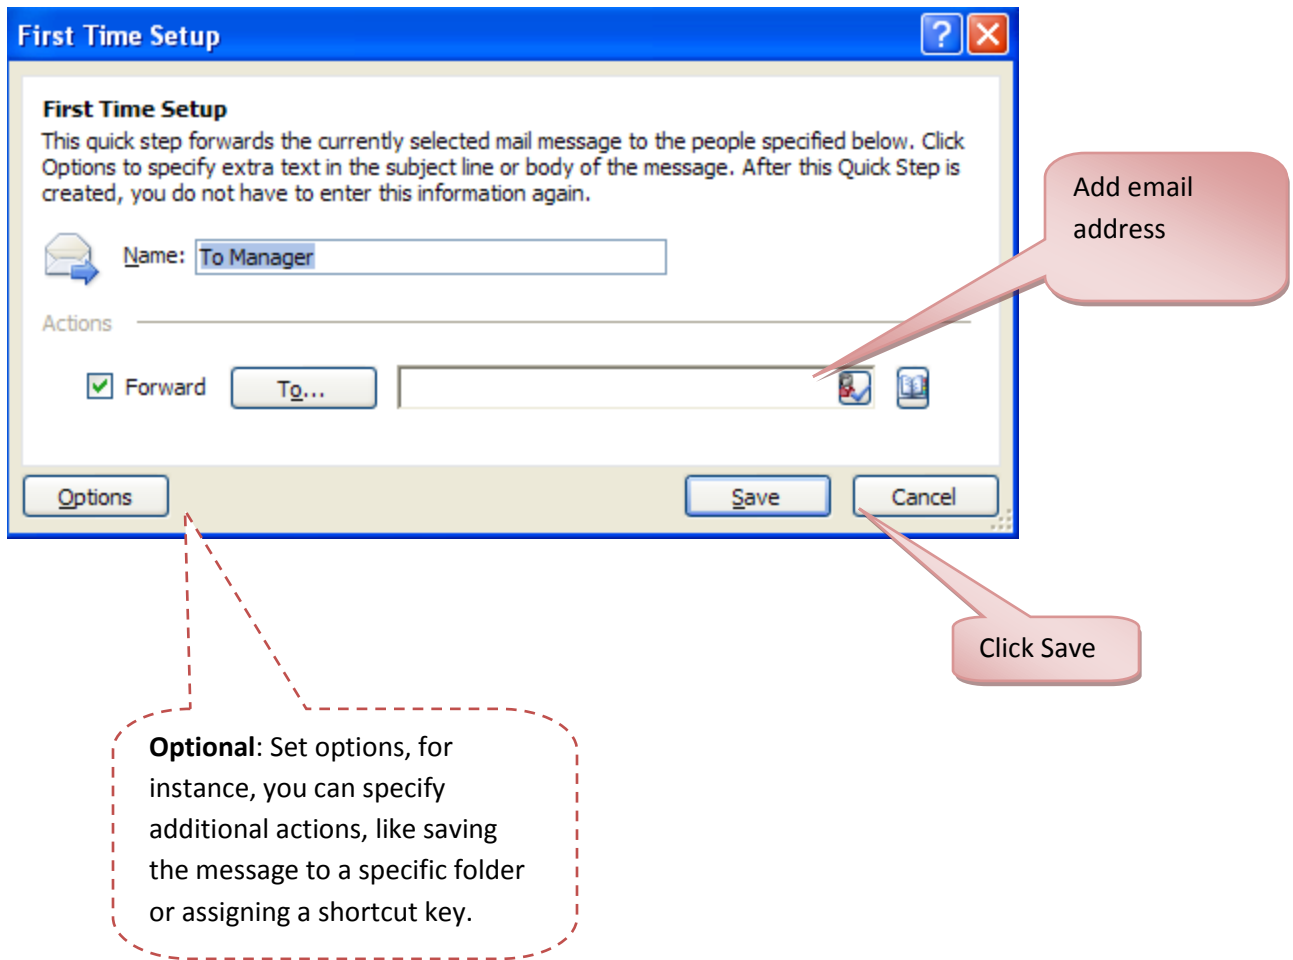 First Time Setup
First Time Setup
This quick step forwards the currently selected mail message to the people specified below. Click
Options to specify extra text in the subject line or body of the message. After this Quick Step is
created, you do not have to enter this information again.
Name: To Manager
Actions
Forward To...
Options Save Cancel
Add email
address
Click Save
Optional: Set options, for
instance, you can specify
additional actions, like saving
the message to a specific folder
or assigning a shortcut key.